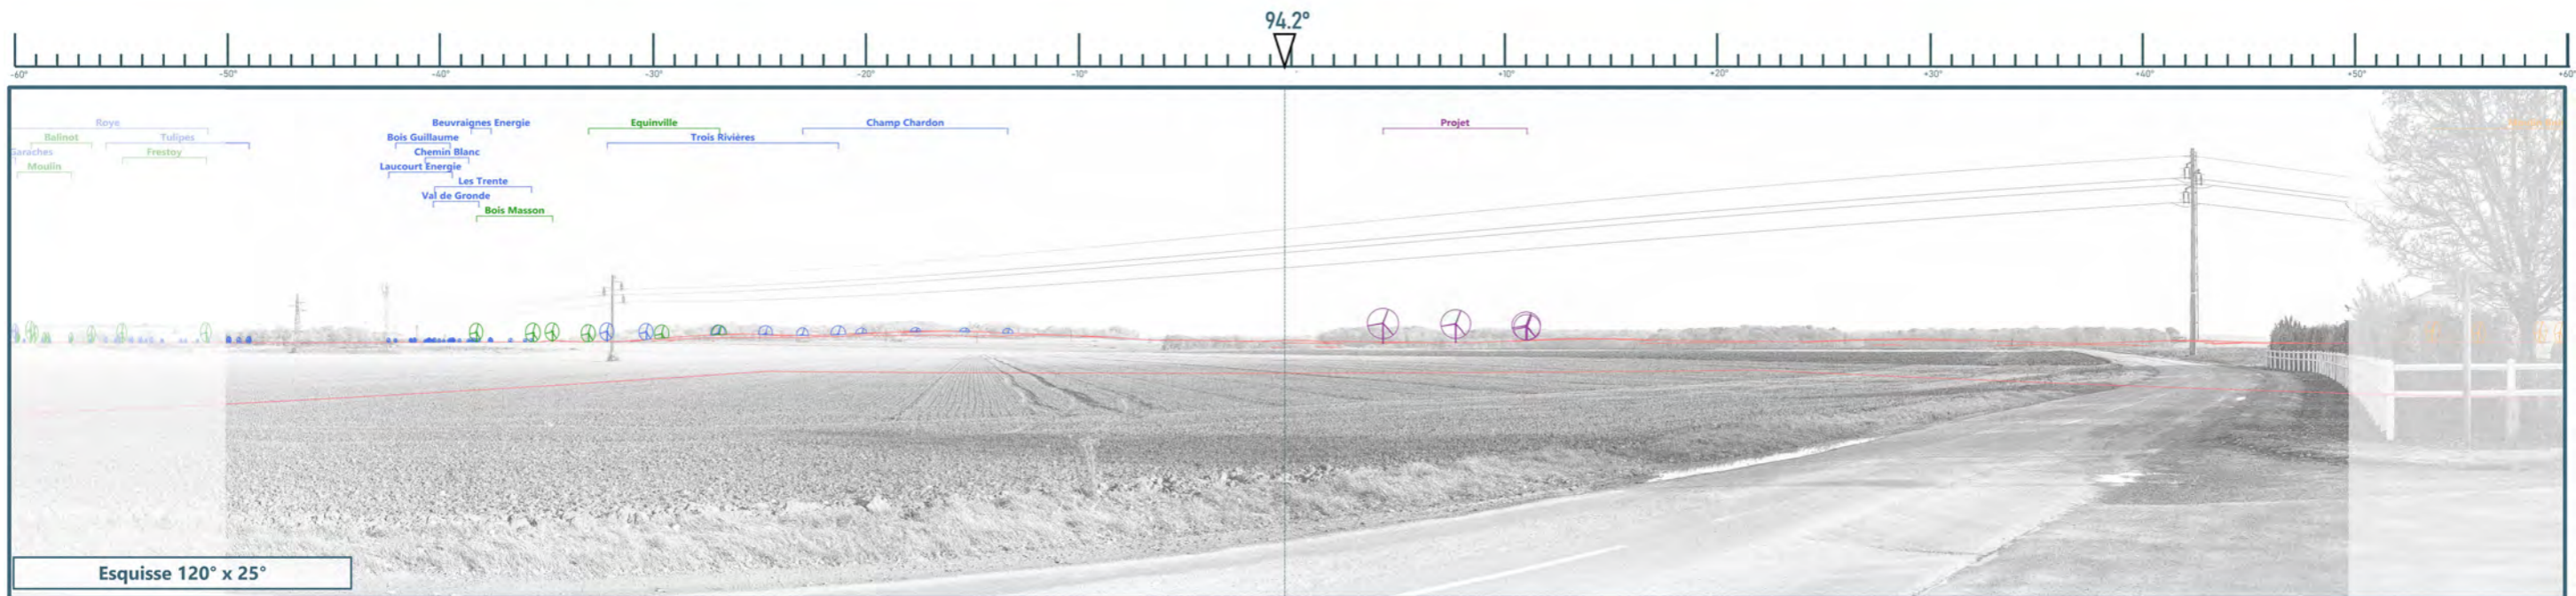 94.2°
-60° -50° -40° -30° -20° -10° +10° +20° +30° +40° +50° +60°
Roye Beuvraignes Energie Equinville Champ Chardon Projet
Balinot Tulipes Bois Guillaume Trois Rivières
Garaches Frestoy Chemin Blanc
Moulin Laucourt Energie
Les Trente
Val de Gronde
Bois Masson
Esquisse 120° x 25°